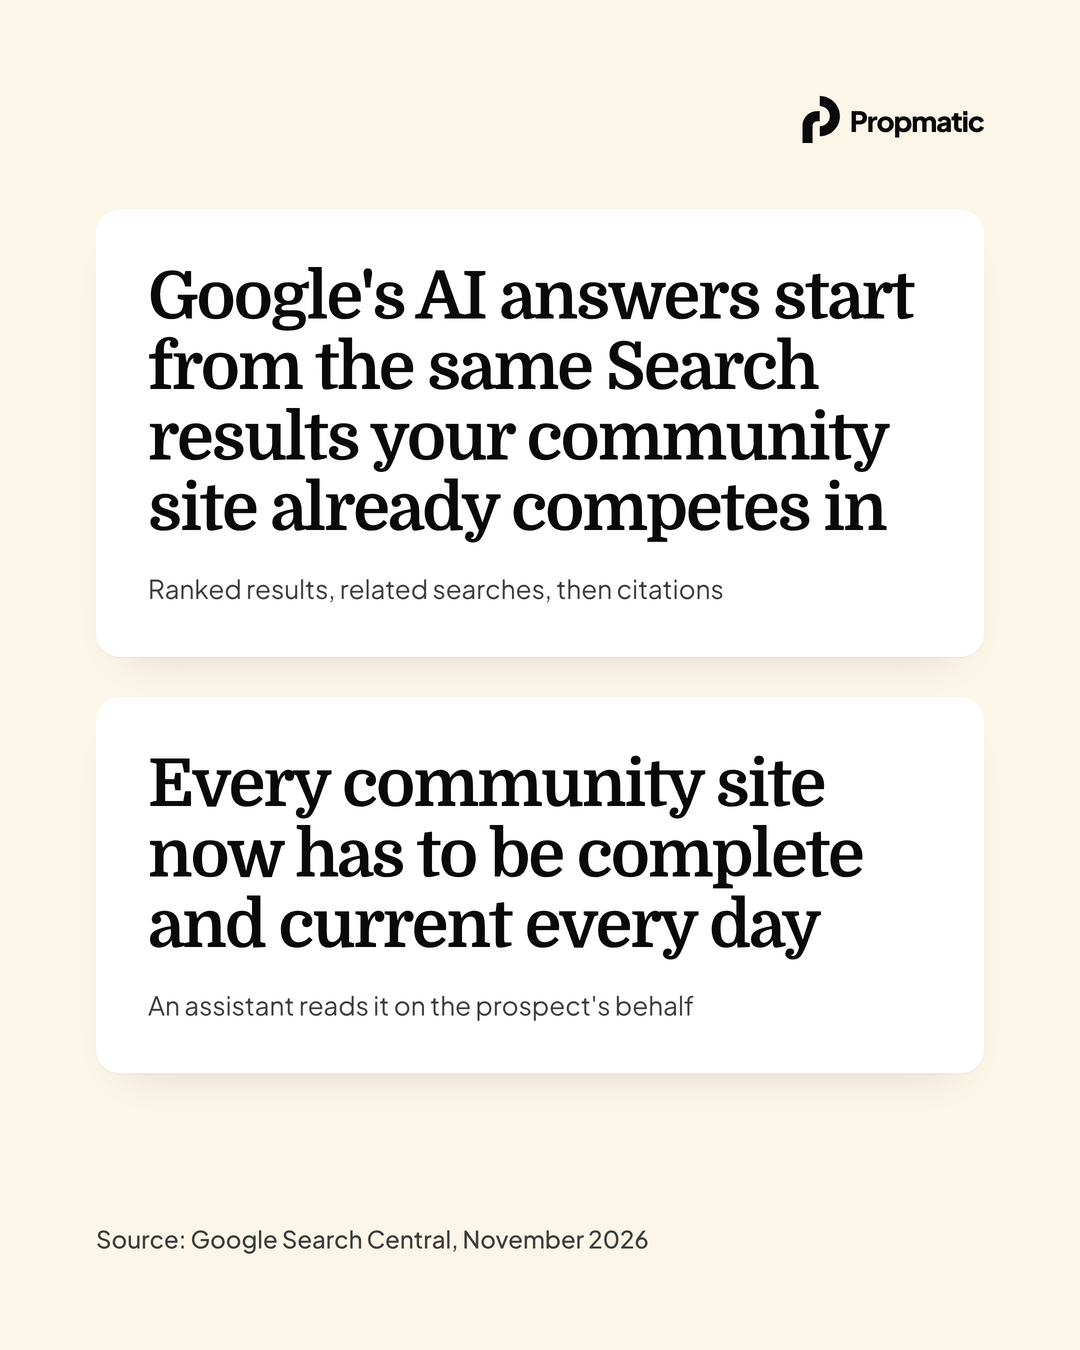 Propmatic
Google's AI answers start
from the same Search
results your community
site already competes in
Ranked results, related searches, then citations
Every community site
now has to be complete
and current every day
An assistant reads it on the prospect's behalf
Source: Google Search Central, November 2026